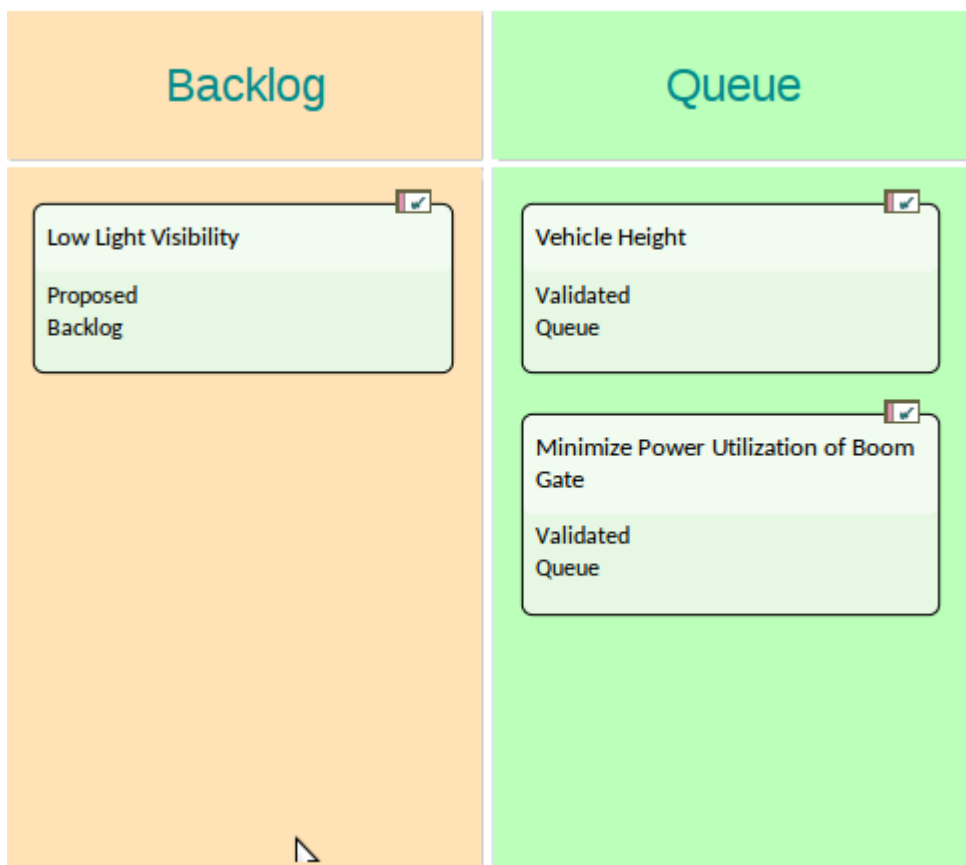 Backlog
Queue
Low Light Visibility
Proposed
Backlog
Vehicle Height
Validated
Queue
Minimize Power Utilization of Boom
Gate
Validated
Queue